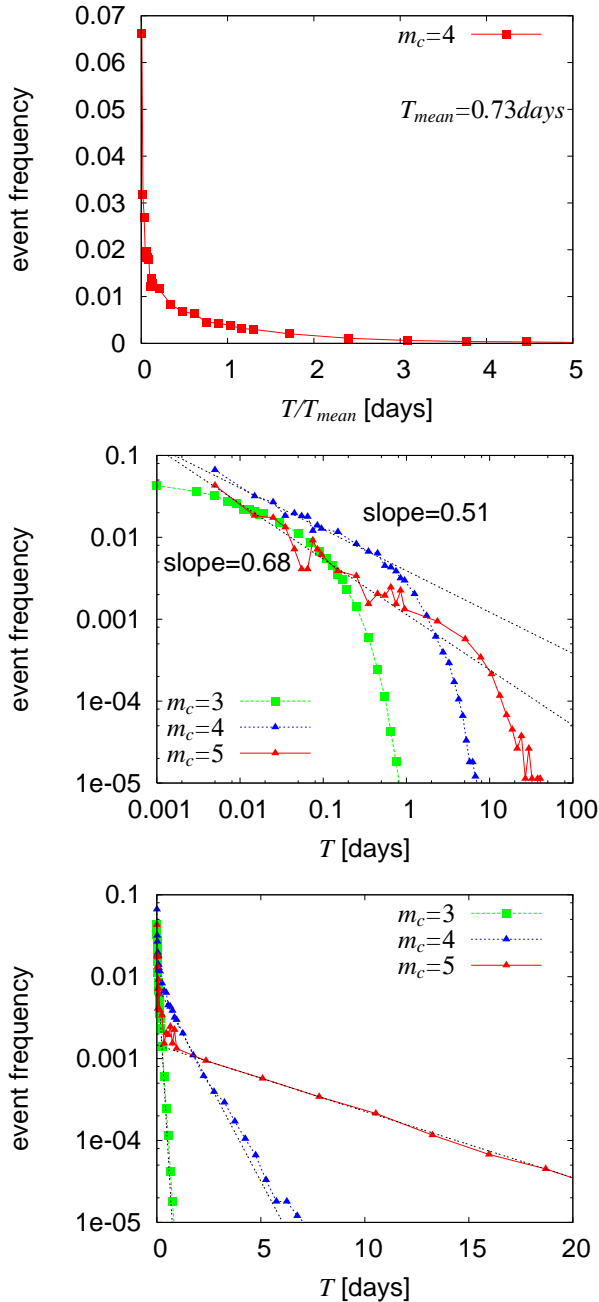 0.07
0.06
0.05
0.04
0.03
0.02
0.01
0
event frequency
m_c=4
T_mean=0.73days
0 1 2 3 4 5
T/T_mean [days]
0.1
0.01
0.001
1e-04
1e-05
event frequency
slope=0.51
slope=0.68
m_c=3
m_c=4
m_c=5
0.001 0.01 0.1 1 10 100
T [days]
0.1
0.01
0.001
1e-04
1e-05
event frequency
m_c=3
m_c=4
m_c=5
0 5 10 15 20
T [days]